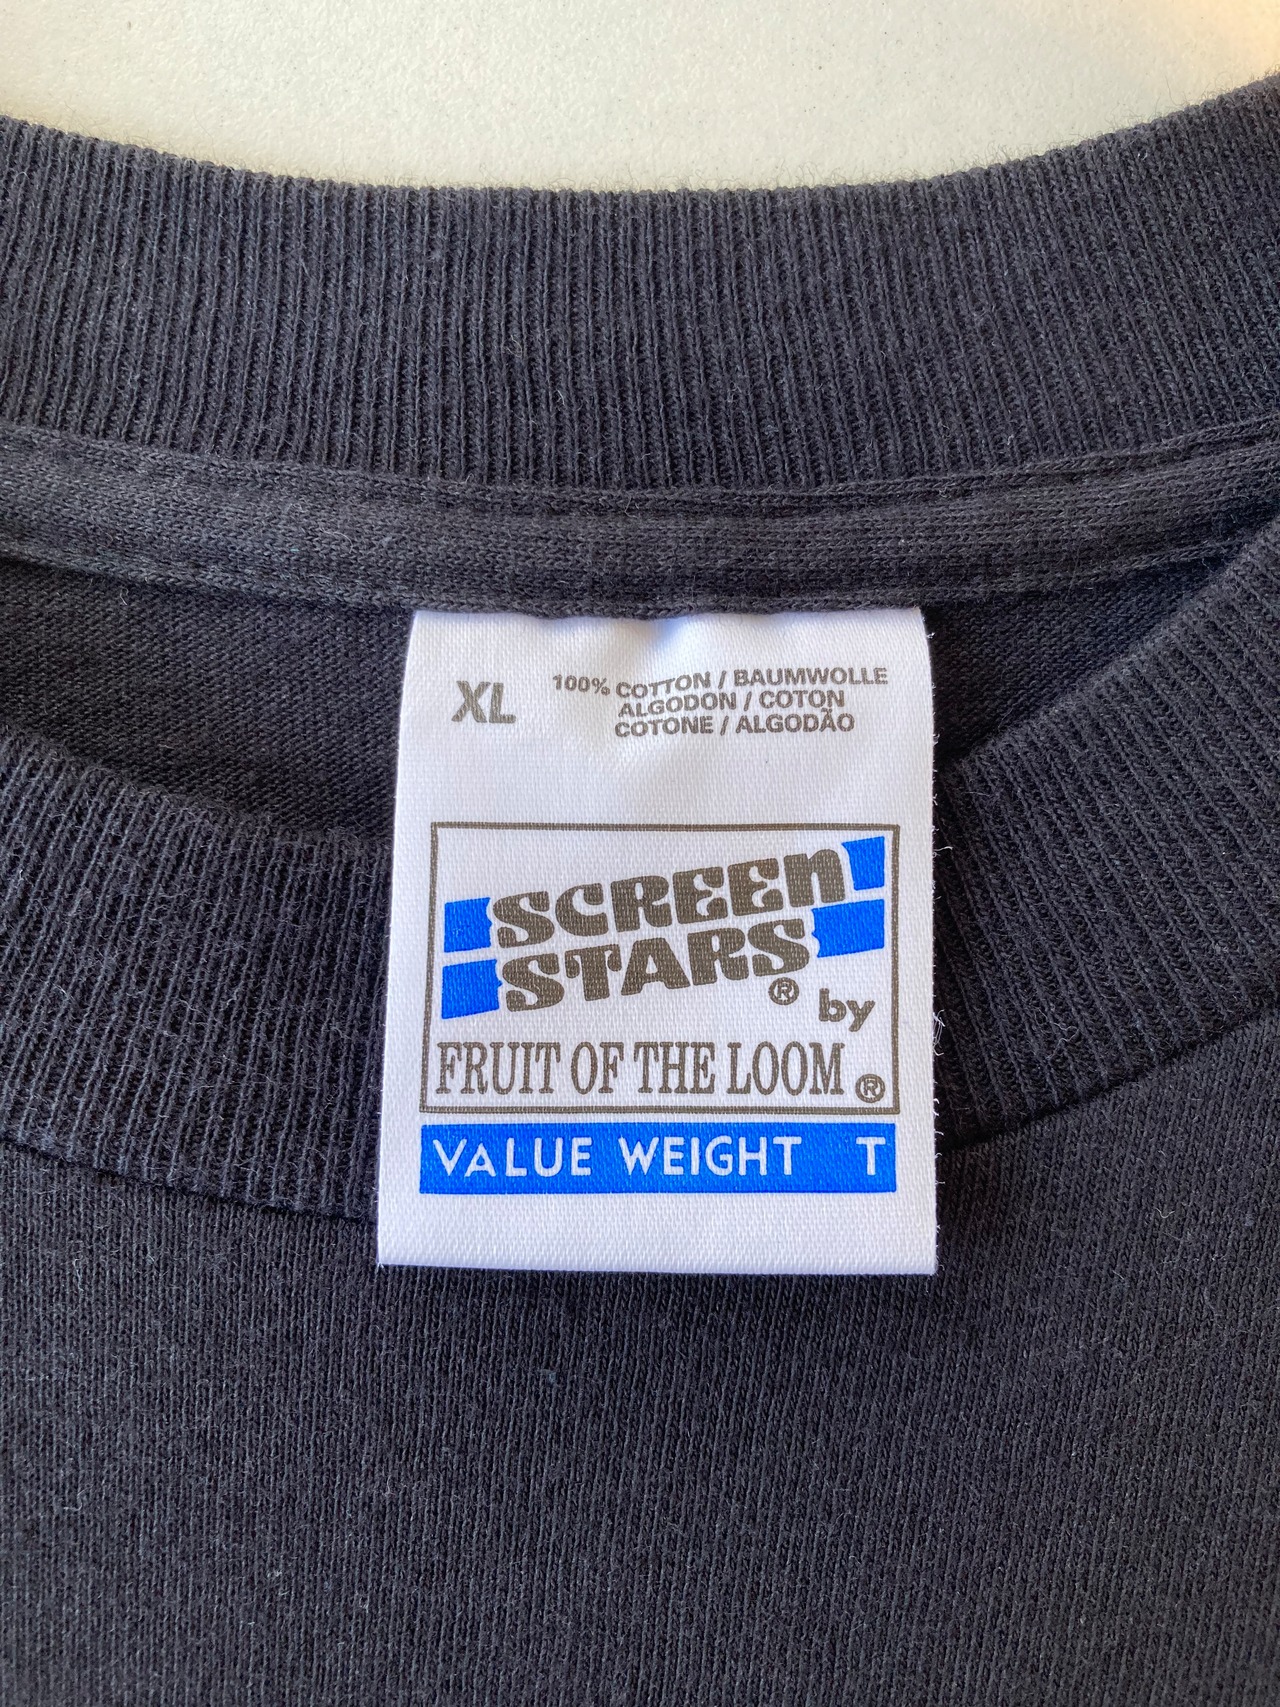 XL
100% COTTON / BAUMWOLLE
ALGODON / COTON
COTONE / ALGODÃO
SCREEN
STARS® by
FRUIT OF THE LOOM®
VALUE WEIGHT T